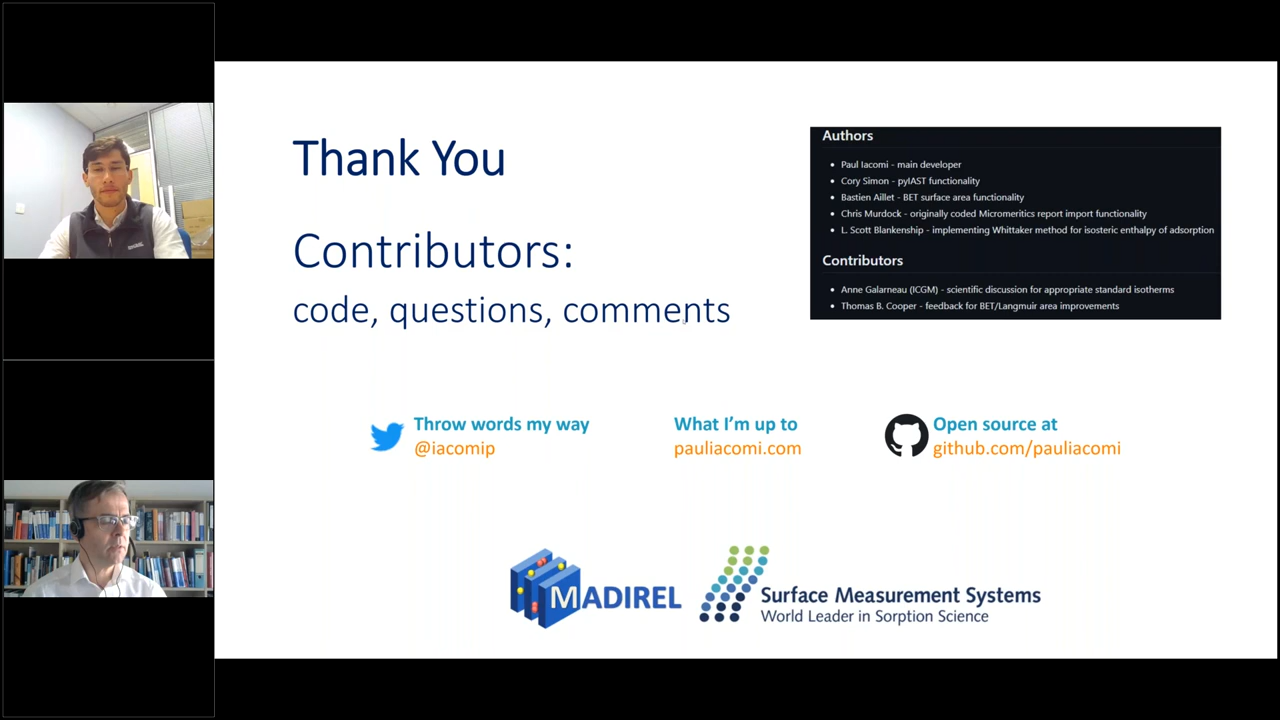 Thank You
Contributors:
code, questions, comments
Authors
Paul Iacomi - main developer
Cory Simon - pyIAST functionality
Bastien Aillet - BET surface area functionality
Chris Murdock - originally coded Micromeritics report import functionality
L. Scott Blankenship - implementing Whittaker method for isosteric enthalpy of adsorption
Contributors
Anne Galarneau (ICGM) - scientific discussion for appropriate standard isotherms
Thomas B. Cooper - feedback for BET/Langmuir area improvements
Throw words my way
@iacomip
What I'm up to
pauliacomi.com
Open source at
github.com/pauliacomi
MADIREL
Surface Measurement Systems
World Leader in Sorption Science